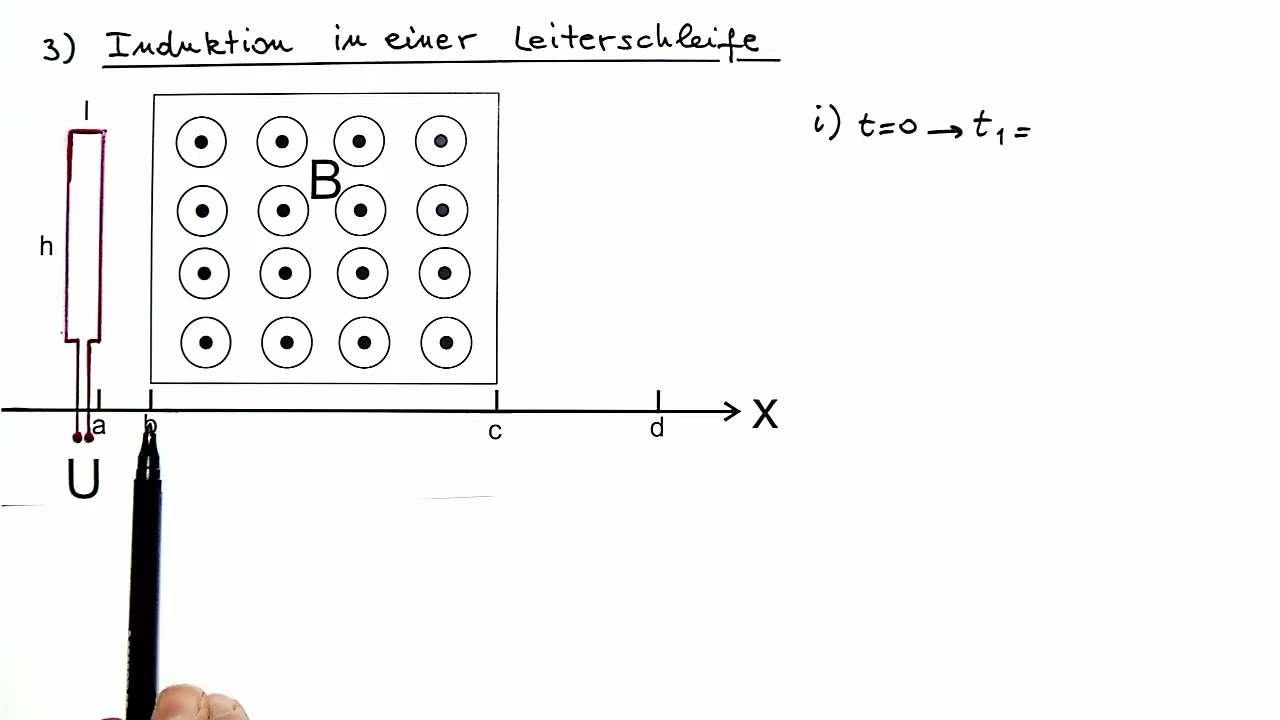 3) Induktion in einer Leiterschleife
i) t=0 → t₁ =
l
B
h
a b c d X
U